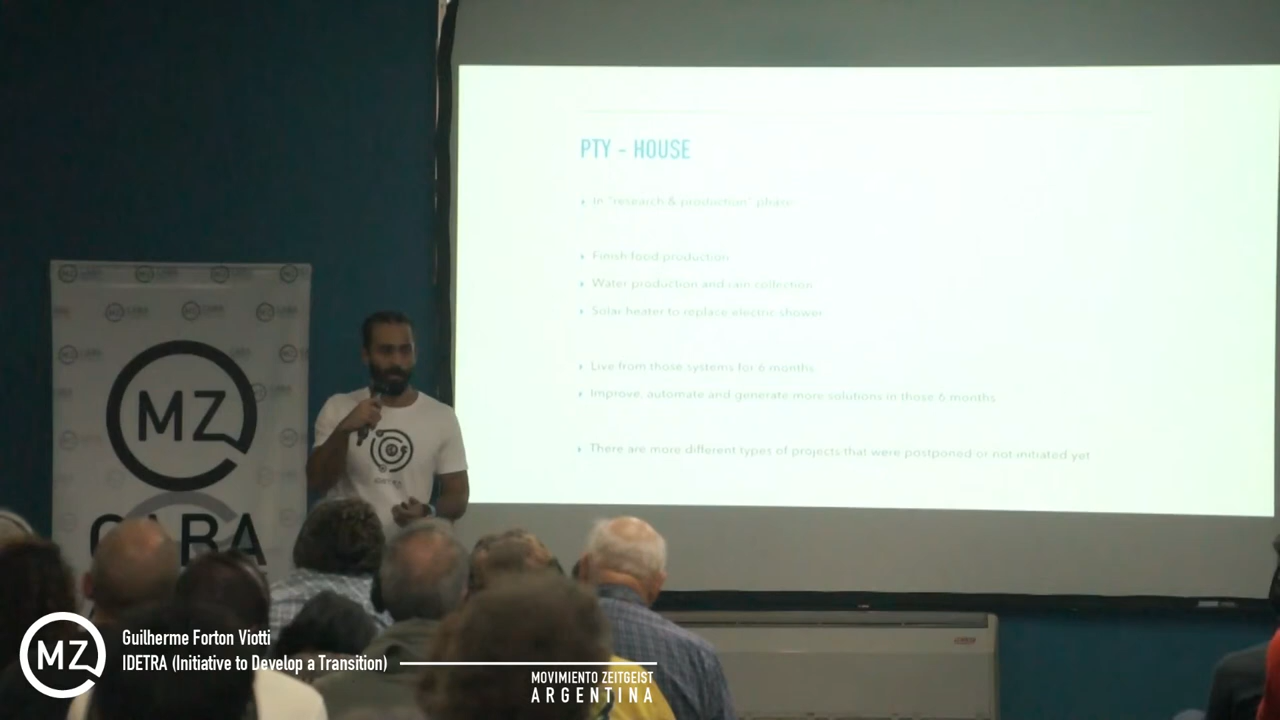 PTY - HOUSE
In "research & production" phase
Finish food production
Water production and rain collection
Solar heater to replace electric shower
Live from those systems for 6 months
Improve, automate and generate more solutions in those 6 months
There are more different types of projects that were postponed or not initiated yet
MZ
CABA
IDETRA
MZ
Guilherme Forton Viotti
IDETRA (Initiative to Develop a Transition)
MOVIMIENTO ZEITGEIST
ARGENTINA